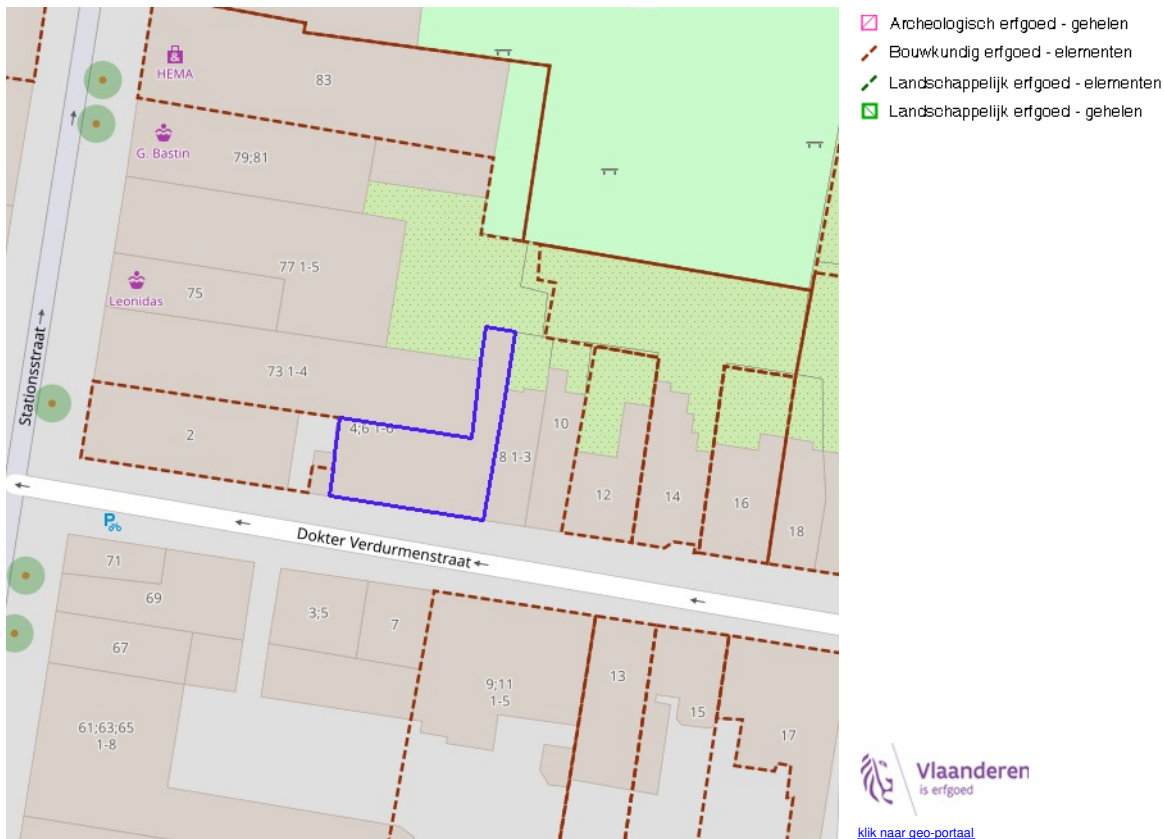 HEMA
83
G. Bastin
79;81
77 1-5
Leonidas
75
73 1-4
Stationsstraat
2
4;6 1-6
8 1-3
10
12
14
16
18
Dokter Verdurmenstraat
71
69
67
61;63;65
1-8
3;5
7
9;11
1-5
13
15
17
P
Archeologisch erfgoed - gehelen
Bouwkundig erfgoed - elementen
Landschappelijk erfgoed - elementen
Landschappelijk erfgoed - gehelen
Vlaanderen
is erfgoed
klik naar geo-portaal